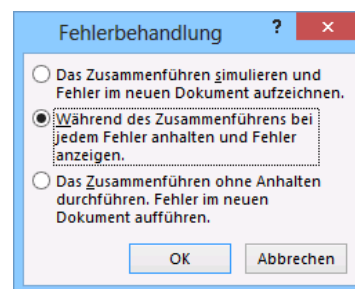 Fehlerbehandlung ? ×
Das Zusammenführen simulieren und
Fehler im neuen Dokument aufzeichnen.
Während des Zusammenführens bei
jedem Fehler anhalten und Fehler
anzeigen.
Das Zusammenführen ohne Anhalten
durchführen. Fehler im neuen
Dokument aufführen.
OK Abbrechen